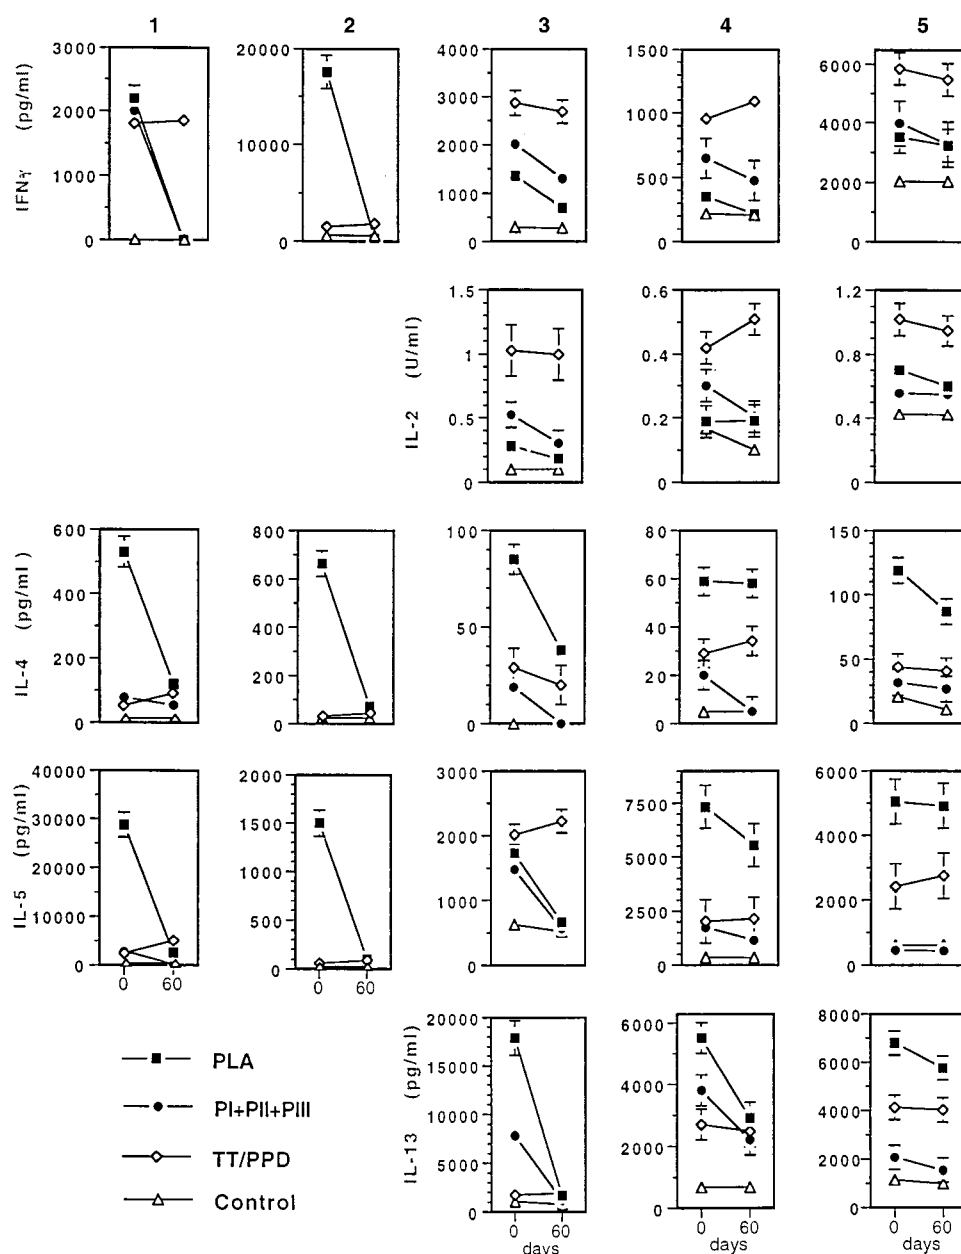 1 2 3 4 5
IFNγ (pg/ml)
3000 2000 1000 0
20000 10000 0
4000 3000 2000 1000 0
1500 1000 500 0
6000 4000 2000 0
IL-2 (U/ml)
1.5 1 0.5 0
0.6 0.4 0.2 0
1.2 0.8 0.4 0
IL-4 (pg/ml)
600 400 200 0
800 600 400 200 0
100 50 0
80 60 40 20 0
150 100 50 0
IL-5 (pg/ml)
40000 30000 20000 10000 0
2000 1500 1000 500 0
3000 2000 1000 0
7500 5000 2500 0
6000 4000 2000 0
0 60 0 60
IL-13 (pg/ml)
20000 15000 10000 5000 0
6000 4000 2000 0
8000 6000 4000 2000 0
PLA
PI+PII+PIII
TT/PPD
Control
0 60 0 60 0 60
days days days